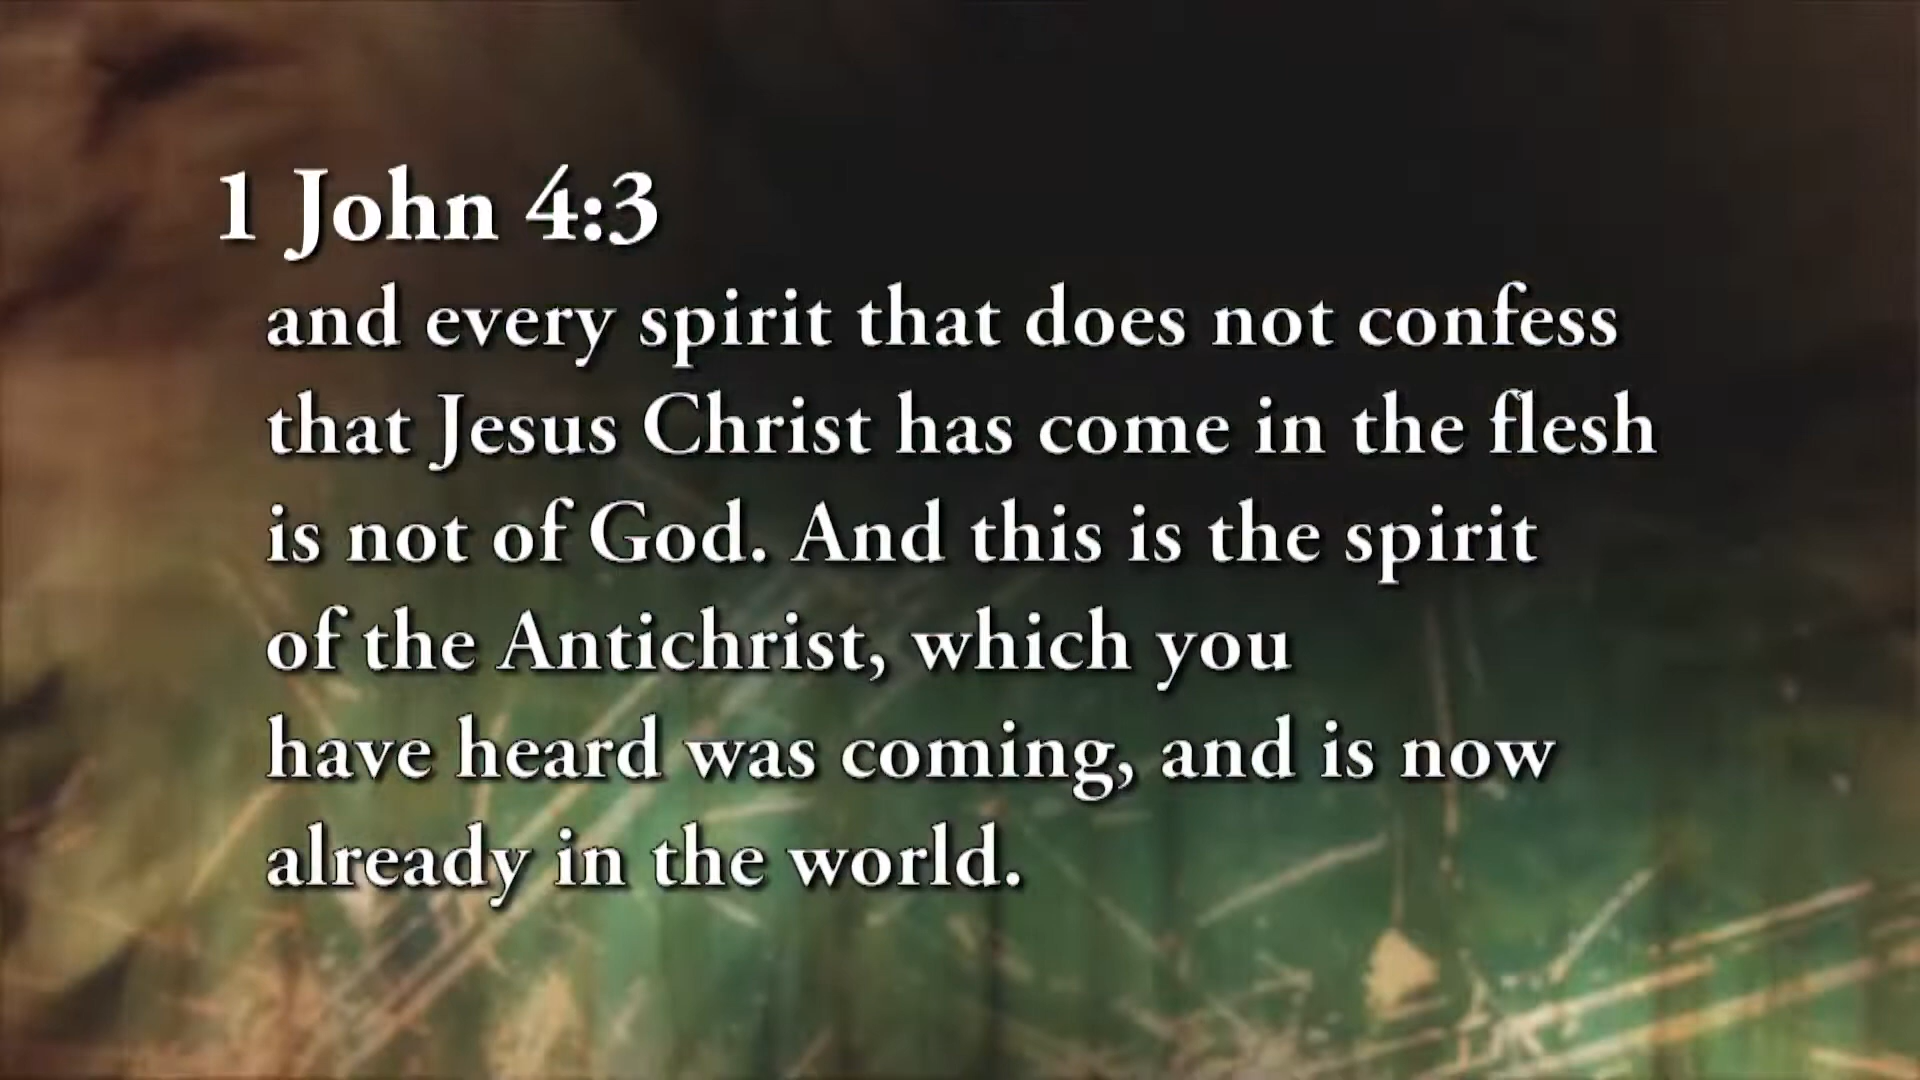 1 John 4:3
and every spirit that does not confess
that Jesus Christ has come in the flesh
is not of God. And this is the spirit
of the Antichrist, which you
have heard was coming, and is now
already in the world.